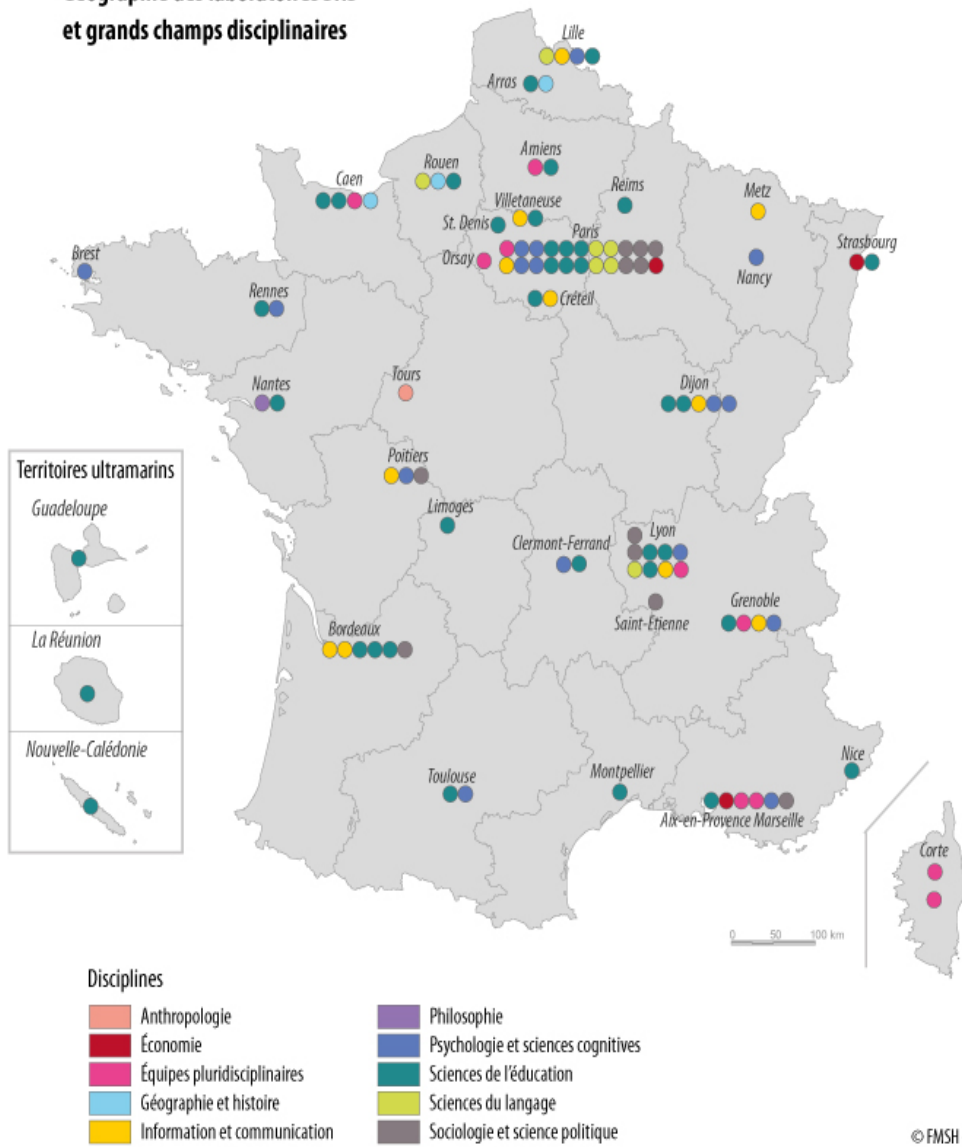 et grands champs disciplinaires
Lille
Arras
Amiens
Rouen
Caen
Reims
Metz
Villetaneuse
St. Denis
Paris
Strasbourg
Orsay
Brest
Nancy
Rennes
Créteil
Tours
Nantes
Dijon
Poitiers
Territoires ultramarins
Guadeloupe
Limoges
Clermont-Ferrand
Lyon
Grenoble
Saint-Etienne
Bordeaux
La Réunion
Nouvelle-Calédonie
Nice
Toulouse
Montpellier
Aix-en-Provence Marseille
Corte
0 50 100 km
Disciplines
Anthropologie
Économie
Équipes pluridisciplinaires
Géographie et histoire
Information et communication
Philosophie
Psychologie et sciences cognitives
Sciences de l'éducation
Sciences du langage
Sociologie et science politique
© FMSH